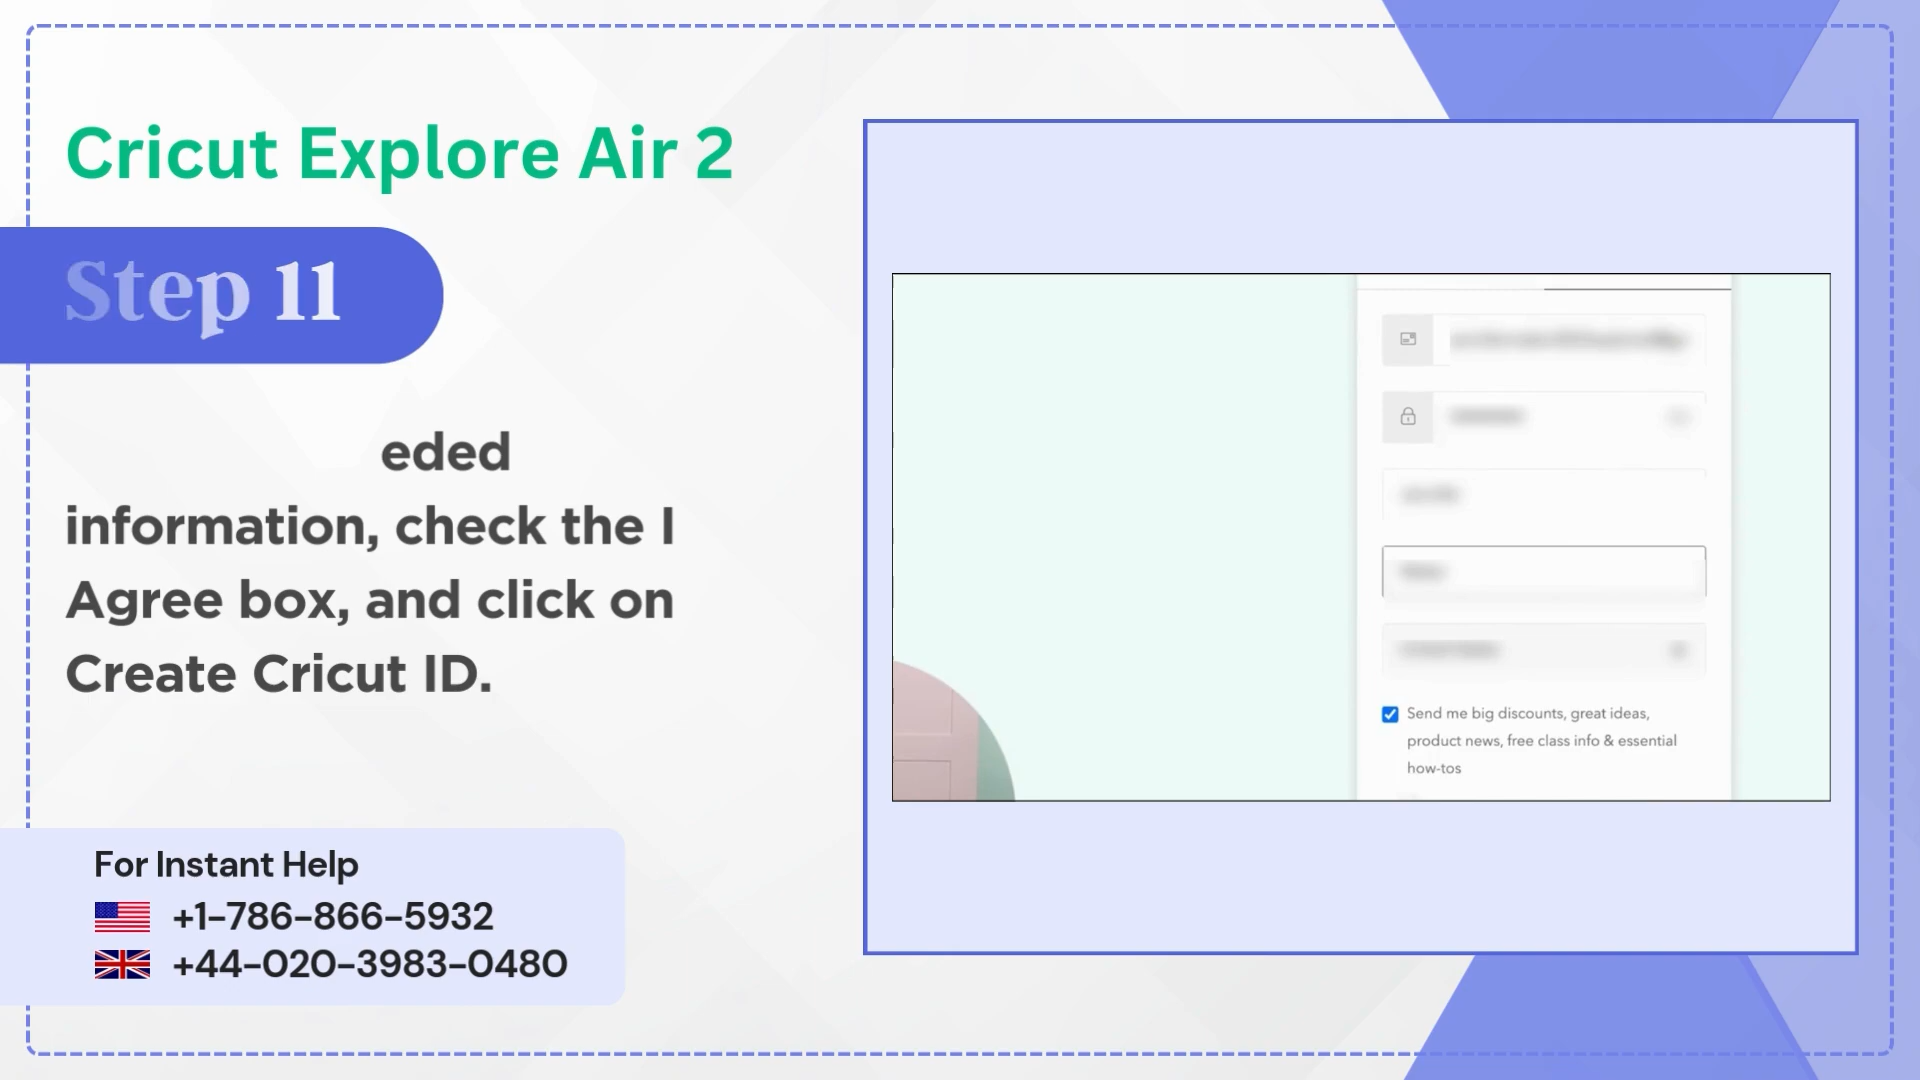 Cricut Explore Air 2
Step 11
eded
information, check the I
Agree box, and click on
Create Cricut ID.
For Instant Help
+1-786-866-5932
+44-020-3983-0480
Send me big discounts, great ideas,
product news, free class info & essential
how-tos